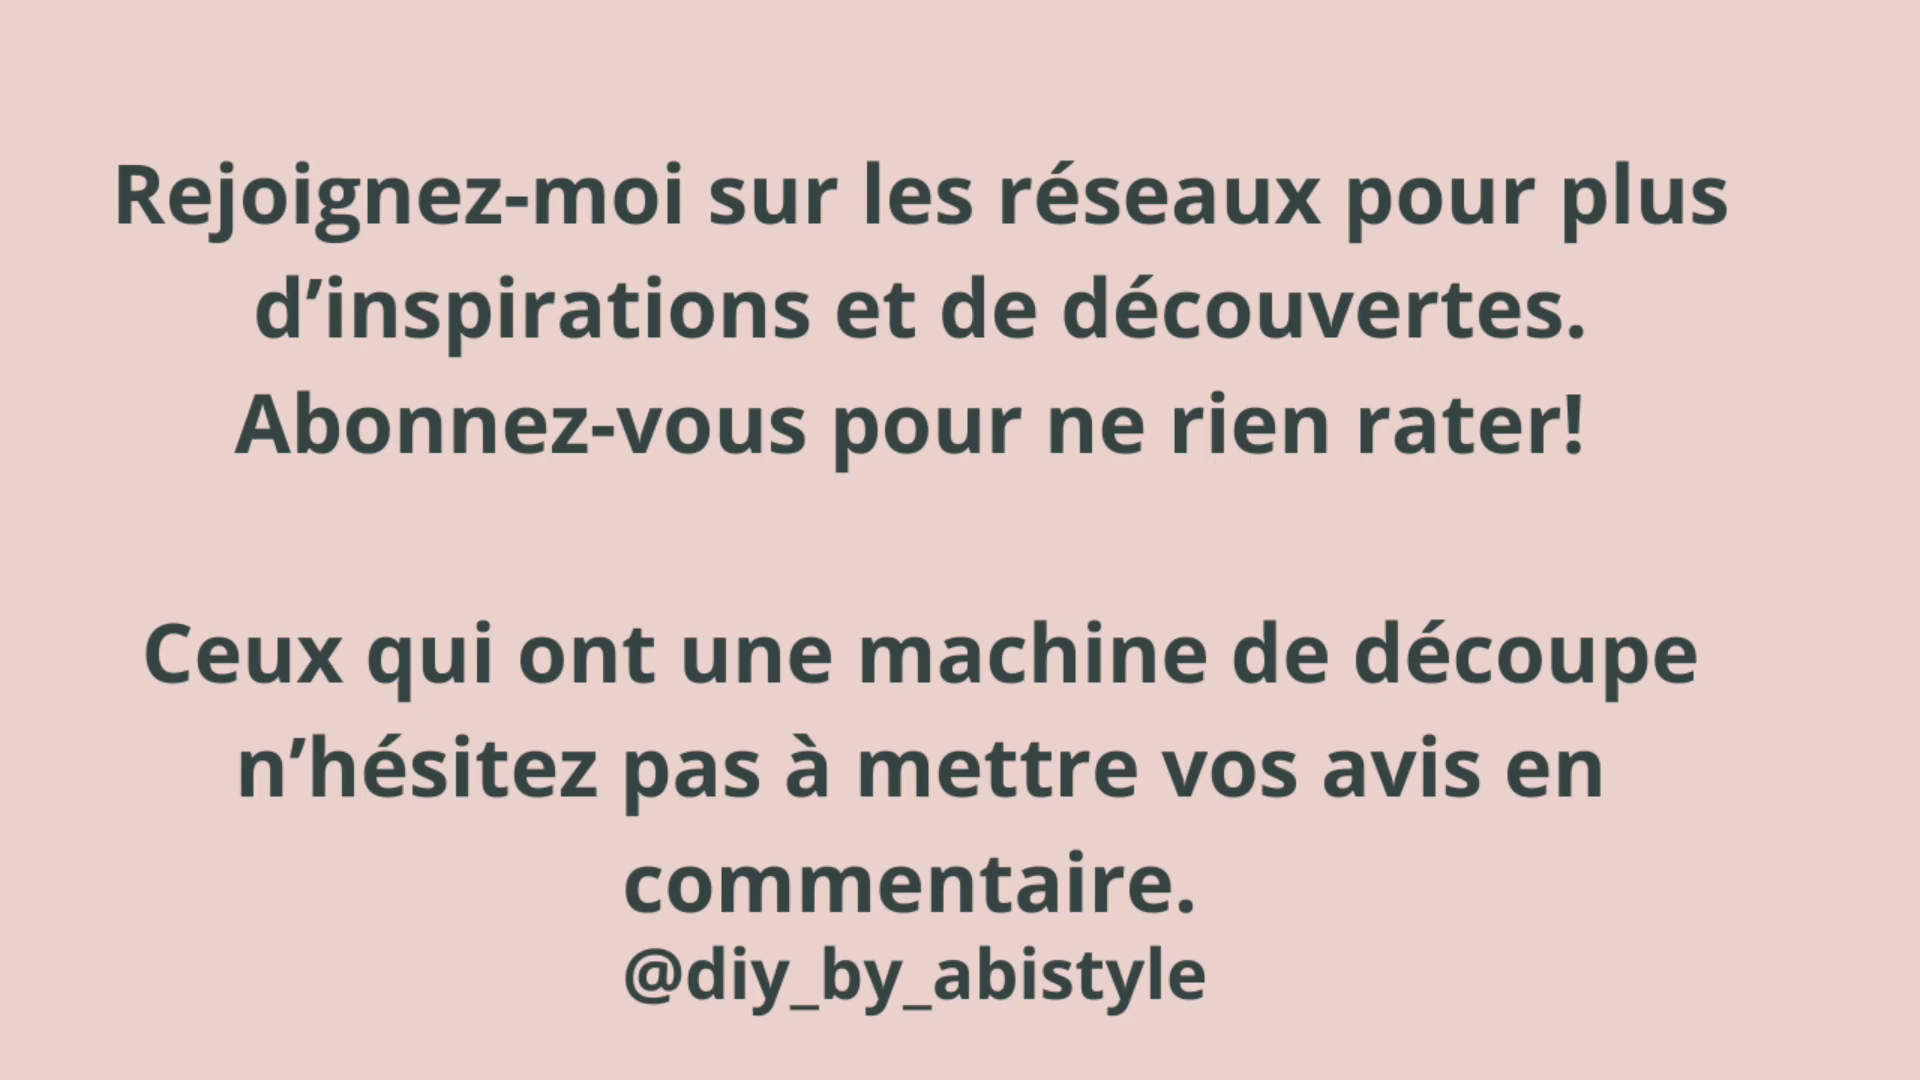 Rejoignez-moi sur les réseaux pour plus
d’inspirations et de découvertes.
Abonnez-vous pour ne rien rater!
Ceux qui ont une machine de découpe
n’hésitez pas à mettre vos avis en
commentaire.
@diy_by_abistyle